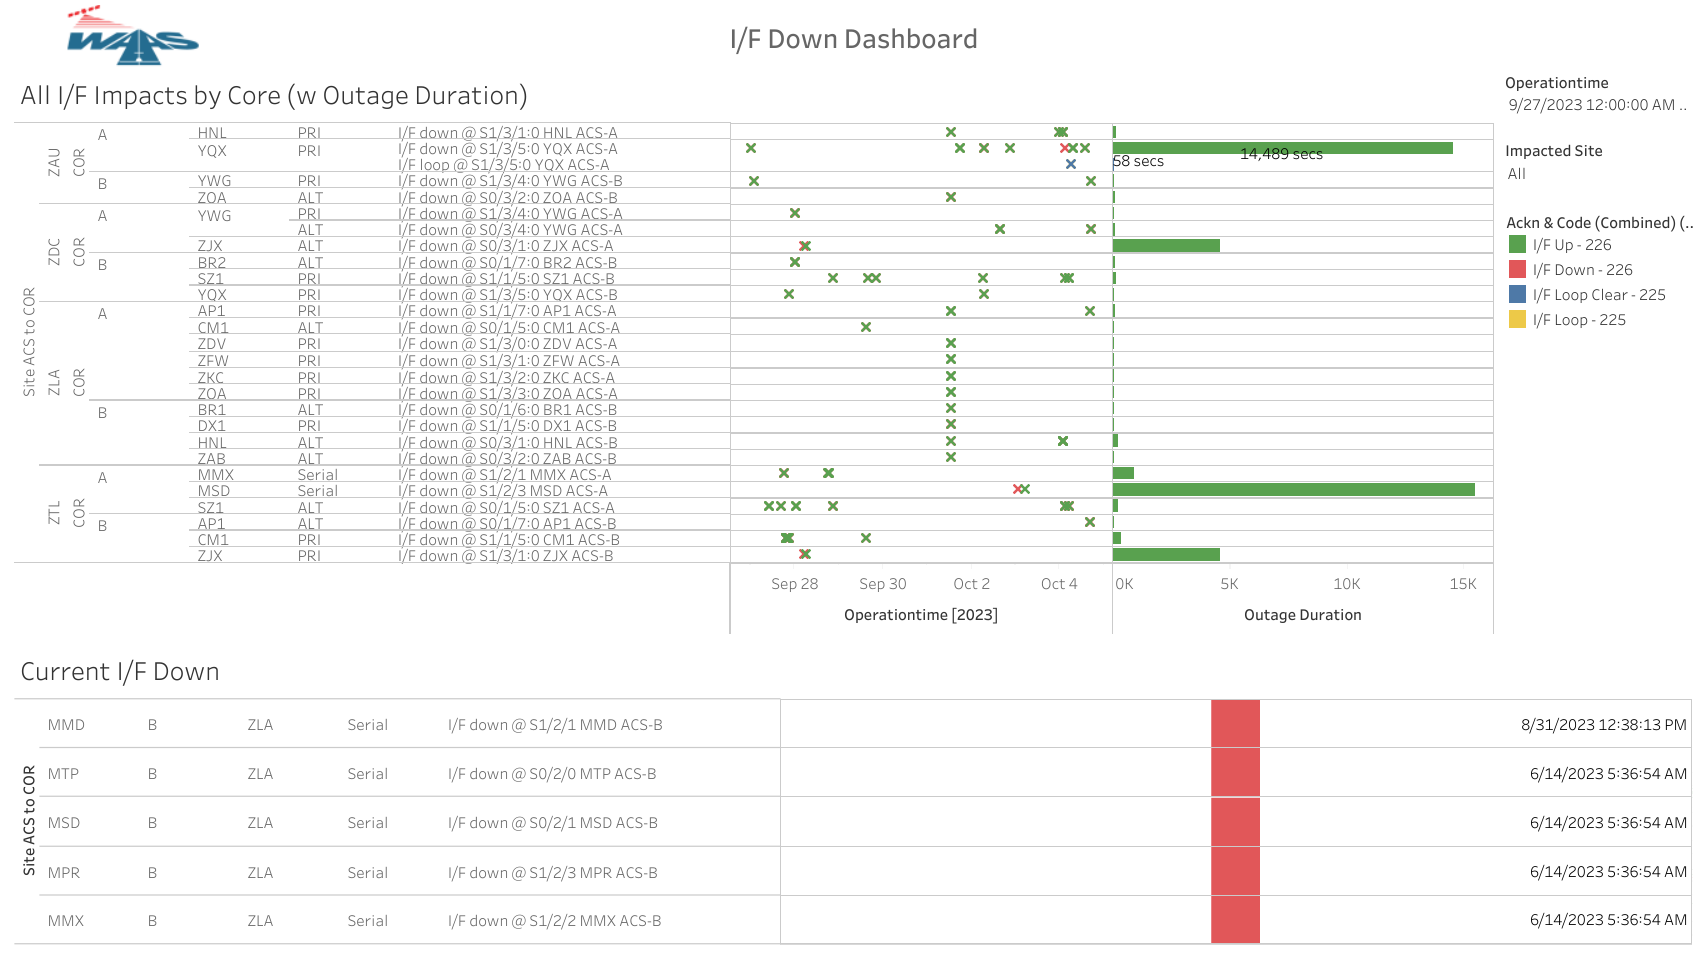 WAAS
I/F Down Dashboard
All I/F Impacts by Core (w Outage Duration)
Site ACS to COR
ZAU COR
A HNL PRI I/F down @ S1/3/1:0 HNL ACS-A
YQX PRI I/F down @ S1/3/5:0 YQX ACS-A 14,489 secs
I/F loop @ S1/3/5:0 YQX ACS-A 58 secs
B YWG PRI I/F down @ S1/3/4:0 YWG ACS-B
ZOA ALT I/F down @ S0/3/2:0 ZOA ACS-B
ZDC COR
A YWG PRI I/F down @ S1/3/4:0 YWG ACS-A
ALT I/F down @ S0/3/4:0 YWG ACS-A
ZJX ALT I/F down @ S0/3/1:0 ZJX ACS-A
B BR2 ALT I/F down @ S0/1/7:0 BR2 ACS-B
SZ1 PRI I/F down @ S1/1/5:0 SZ1 ACS-B
YQX PRI I/F down @ S1/3/5:0 YQX ACS-B
ZLA COR
A AP1 PRI I/F down @ S1/1/7:0 AP1 ACS-A
CM1 ALT I/F down @ S0/1/5:0 CM1 ACS-A
ZDV PRI I/F down @ S1/3/0:0 ZDV ACS-A
ZFW PRI I/F down @ S1/3/1:0 ZFW ACS-A
ZKC PRI I/F down @ S1/3/2:0 ZKC ACS-A
ZOA PRI I/F down @ S1/3/3:0 ZOA ACS-A
B BR1 ALT I/F down @ S0/1/6:0 BR1 ACS-B
DX1 PRI I/F down @ S1/1/5:0 DX1 ACS-B
HNL ALT I/F down @ S0/3/1:0 HNL ACS-B
ZAB ALT I/F down @ S0/3/2:0 ZAB ACS-B
ZTL COR
A MMX Serial I/F down @ S1/2/1 MMX ACS-A
MSD Serial I/F down @ S1/2/3 MSD ACS-A
SZ1 ALT I/F down @ S0/1/5:0 SZ1 ACS-A
B AP1 ALT I/F down @ S0/1/7:0 AP1 ACS-B
CM1 PRI I/F down @ S1/1/5:0 CM1 ACS-B
ZJX PRI I/F down @ S1/3/1:0 ZJX ACS-B
Sep 28 Sep 30 Oct 2 Oct 4 0K 5K 10K 15K
Operationtime [2023] Outage Duration
Operationtime
9/27/2023 12:00:00 AM ..
Impacted Site
All
Ackn & Code (Combined) (..
I/F Up - 226
I/F Down - 226
I/F Loop Clear - 225
I/F Loop - 225
Current I/F Down
Site ACS to COR
MMD B ZLA Serial I/F down @ S1/2/1 MMD ACS-B 8/31/2023 12:38:13 PM
MTP B ZLA Serial I/F down @ S0/2/0 MTP ACS-B 6/14/2023 5:36:54 AM
MSD B ZLA Serial I/F down @ S0/2/1 MSD ACS-B 6/14/2023 5:36:54 AM
MPR B ZLA Serial I/F down @ S1/2/3 MPR ACS-B 6/14/2023 5:36:54 AM
MMX B ZLA Serial I/F down @ S1/2/2 MMX ACS-B 6/14/2023 5:36:54 AM